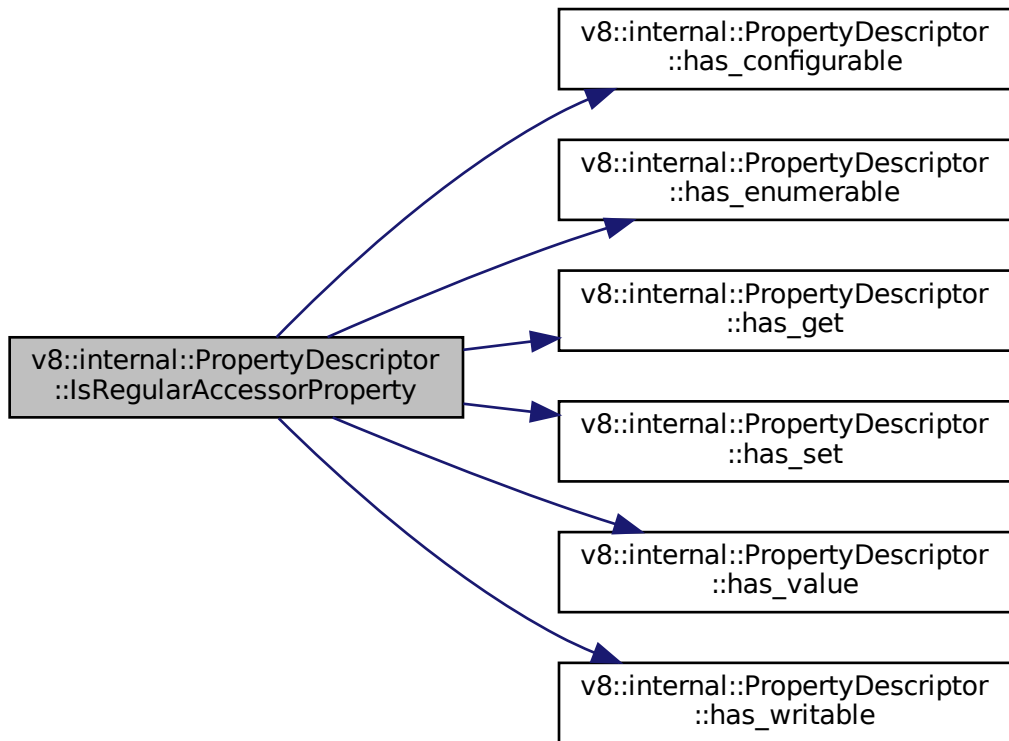 v8::internal::PropertyDescriptor
::has_configurable
v8::internal::PropertyDescriptor
::has_enumerable
v8::internal::PropertyDescriptor
::has_get
v8::internal::PropertyDescriptor
::IsRegularAccessorProperty
v8::internal::PropertyDescriptor
::has_set
v8::internal::PropertyDescriptor
::has_value
v8::internal::PropertyDescriptor
::has_writable